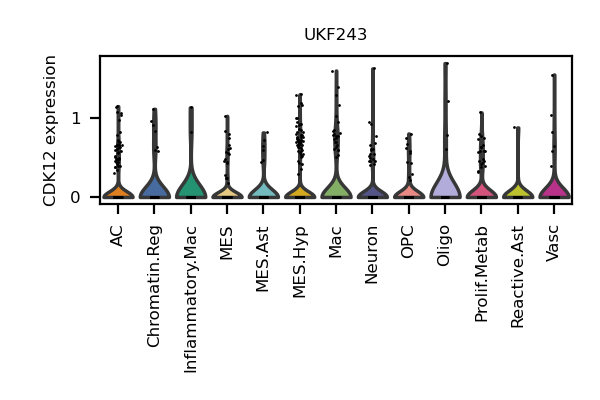 UKF243
CDK12 expression
1
0
AC
Chromatin.Reg
Inflammatory.Mac
MES
MES.Ast
MES.Hyp
Mac
Neuron
OPC
Oligo
Prolif.Metab
Reactive.Ast
Vasc